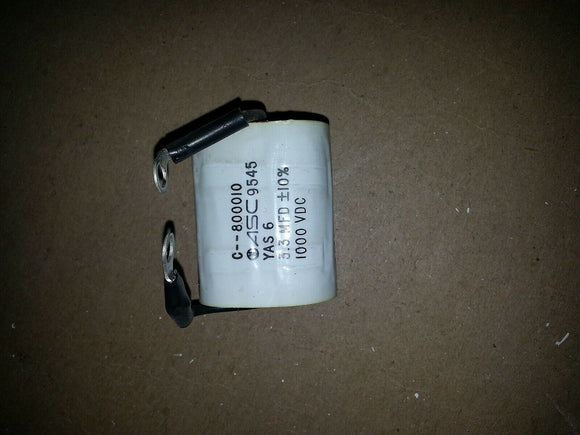 C--800010
ASC 9545
YAS 6
3.3 MFD ±10%
1000 VDC